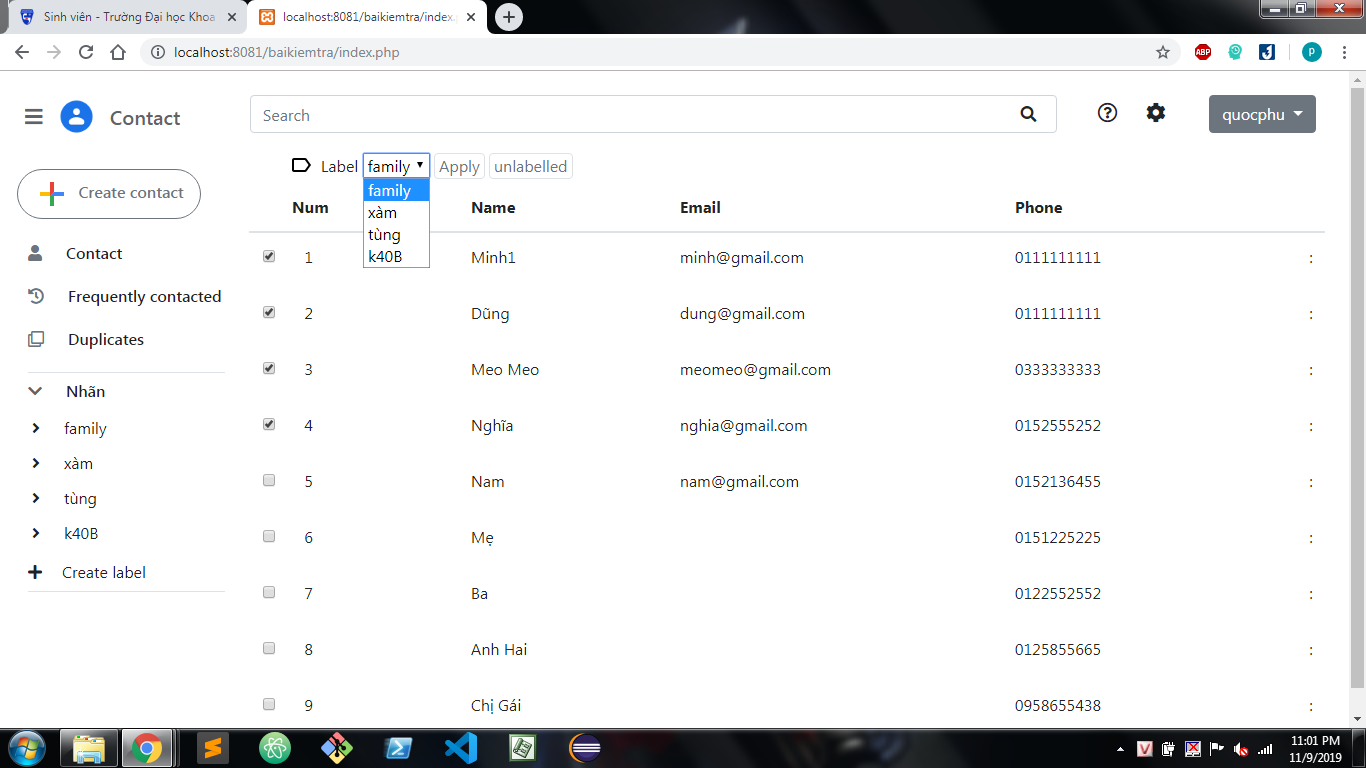 Sinh viên - Trường Đại học Khoa
localhost:8081/baikiemtra/index.p
localhost:8081/baikiemtra/index.php
ABP
P
Contact
Search
quocphu
Label family Apply unlabelled
family
xàm
tùng
k40B
Create contact
Contact
Frequently contacted
Duplicates
Nhãn
family
xàm
tùng
k40B
Create label
Num Name Email Phone
1 Minh1 minh@gmail.com 0111111111 :
2 Dũng dung@gmail.com 0111111111 :
3 Meo Meo meomeo@gmail.com 0333333333 :
4 Nghĩa nghia@gmail.com 0152555252 :
5 Nam nam@gmail.com 0152136455 :
6 Mẹ 0151225225 :
7 Ba 0122552552 :
8 Anh Hai 0125855665 :
9 Chị Gái 0958655438 :
11:01 PM
11/9/2019